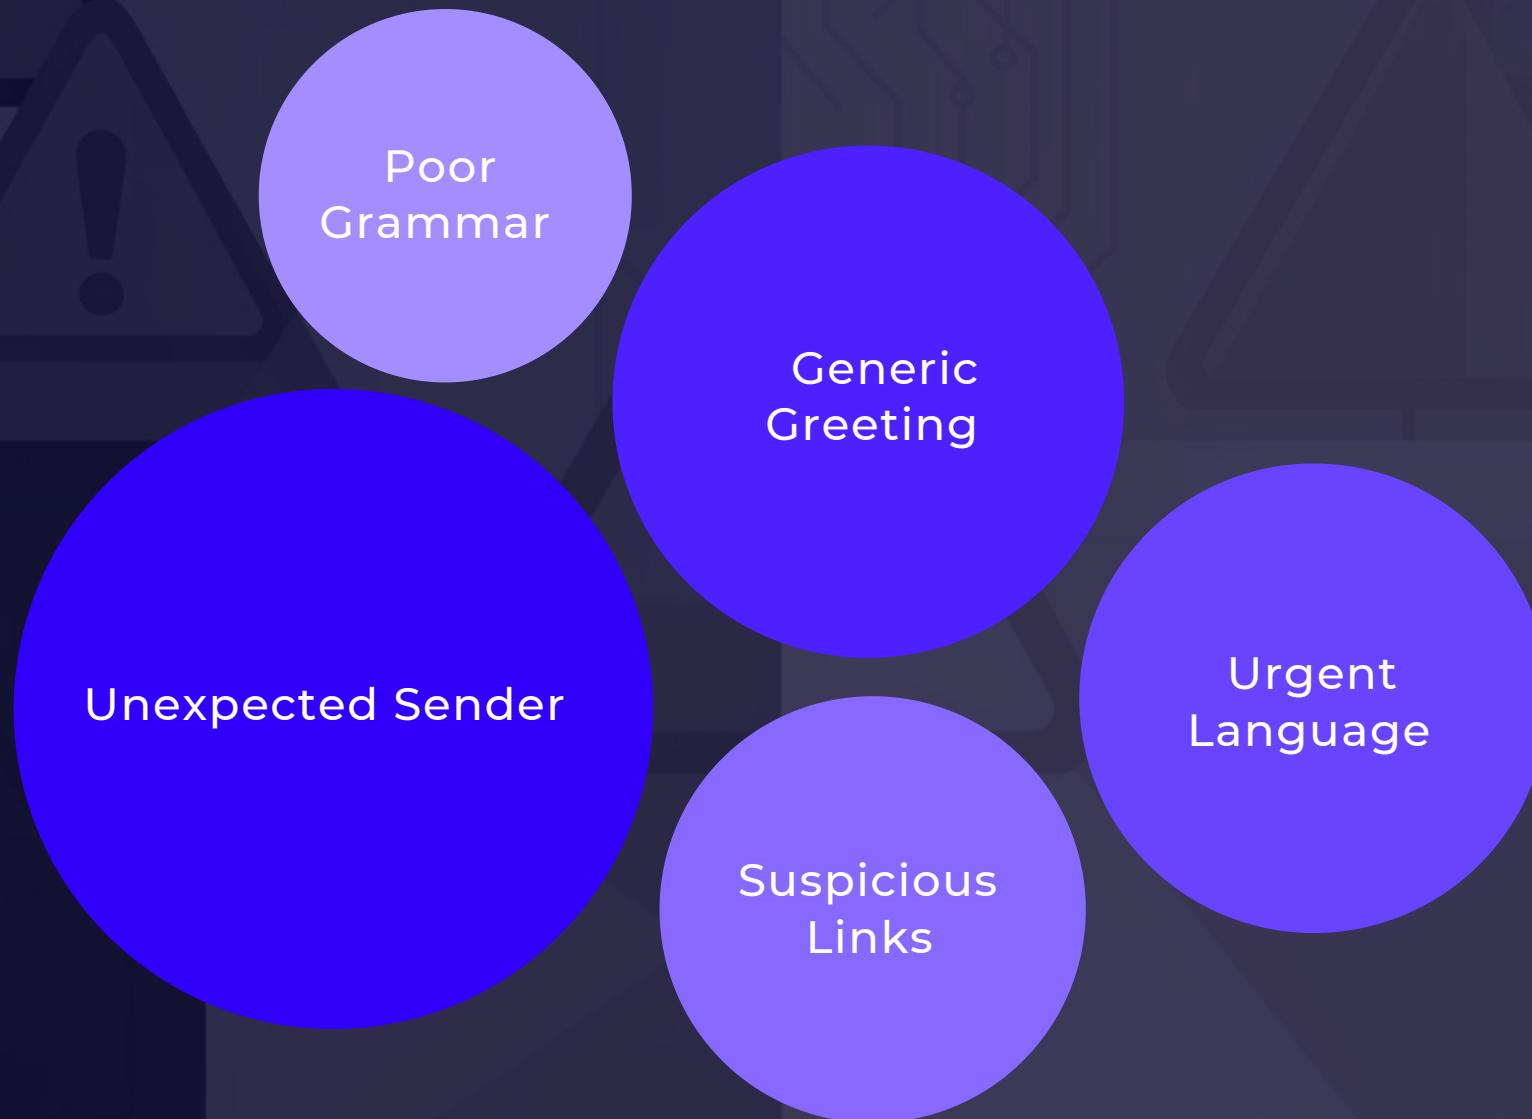 Poor
Grammar
Generic
Greeting
Unexpected Sender
Urgent
Language
Suspicious
Links